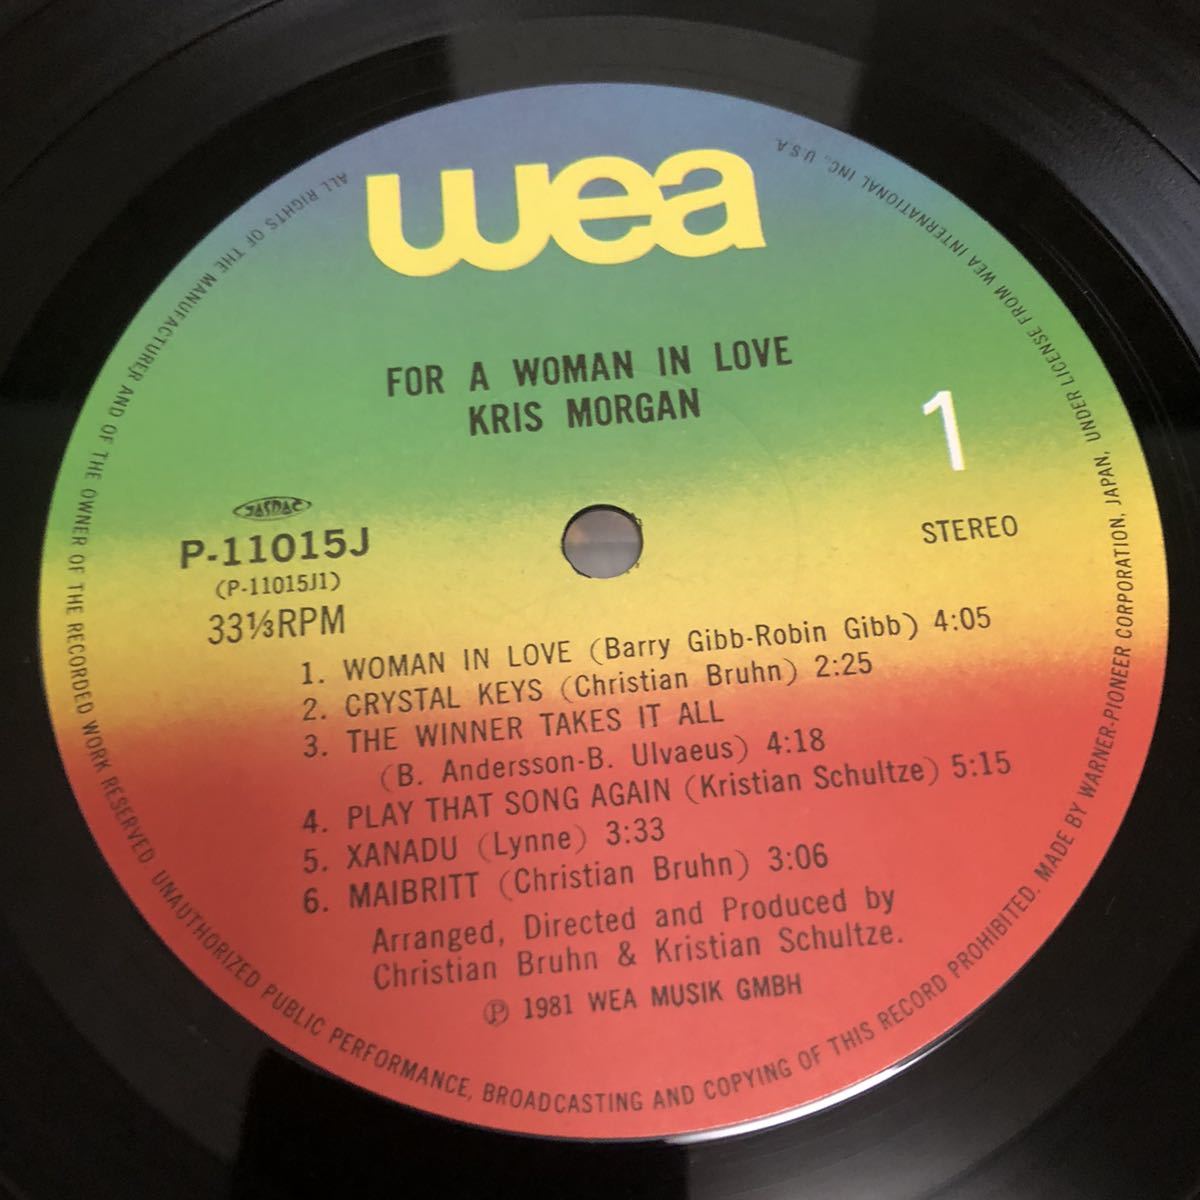 wea
FOR A WOMAN IN LOVE
KRIS MORGAN
1
JASRAC
P-11015J
(P-11015J1)
33⅓RPM
STEREO
1. WOMAN IN LOVE (Barry Gibb-Robin Gibb) 4:05
2. CRYSTAL KEYS (Christian Bruhn) 2:25
3. THE WINNER TAKES IT ALL
(B. Andersson-B. Ulvaeus) 4:18
4. PLAY THAT SONG AGAIN (Kristian Schultze) 5:15
5. XANADU (Lynne) 3:33
6. MAIBRITT (Christian Bruhn) 3:06
Arranged, Directed and Produced by
Christian Bruhn & Kristian Schultze.
℗ 1981 WEA MUSIK GMBH
ALL RIGHTS OF THE MANUFACTURER AND OF THE OWNER OF THE RECORDED WORK RESERVED. UNAUTHORIZED PUBLIC PERFORMANCE, BROADCASTING AND COPYING OF THIS RECORD PROHIBITED. MADE BY WARNER-PIONEER CORPORATION, JAPAN, UNDER LICENSE FROM WEA INTERNATIONAL INC., U.S.A.